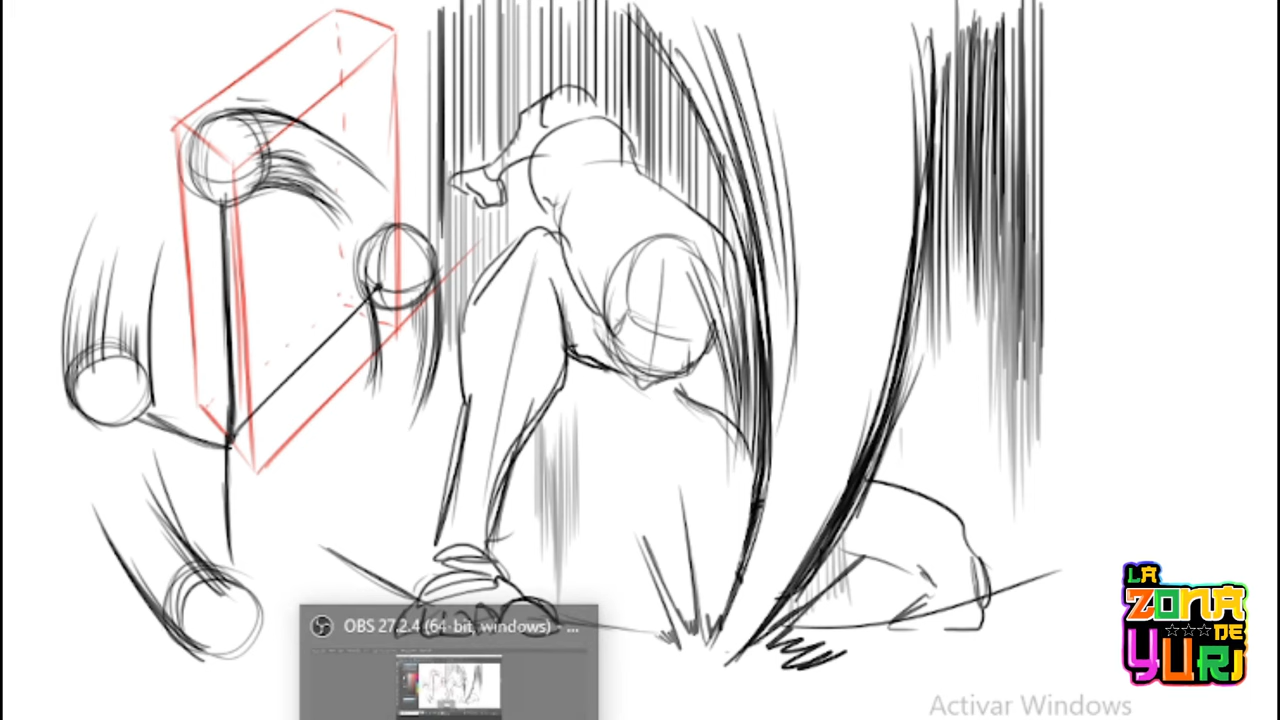 OBS 27.2.4 (64-bit, windows) - ...
LA
ZONA
DE
YURI
Activar Windows